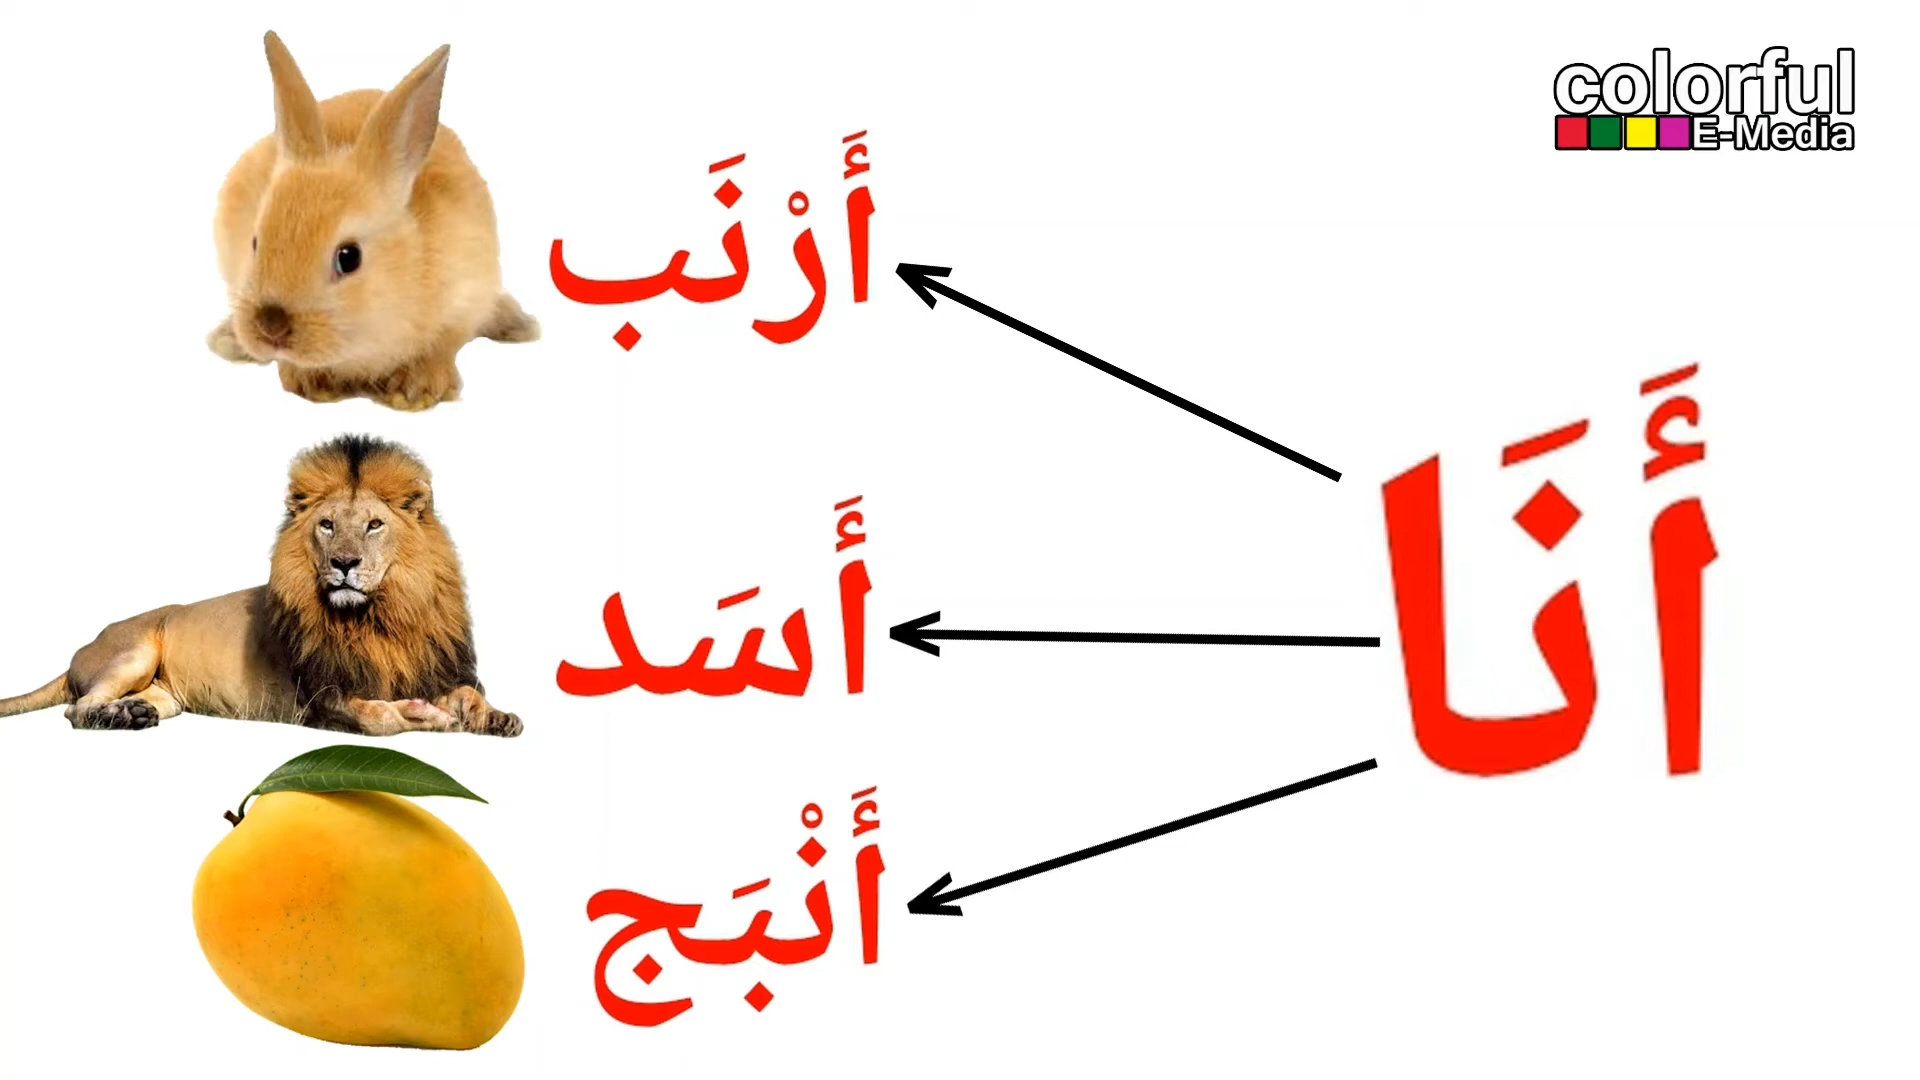 colorful
E-Media
أَرْنَب
أَنَا
أَسَد
أَنْبَج